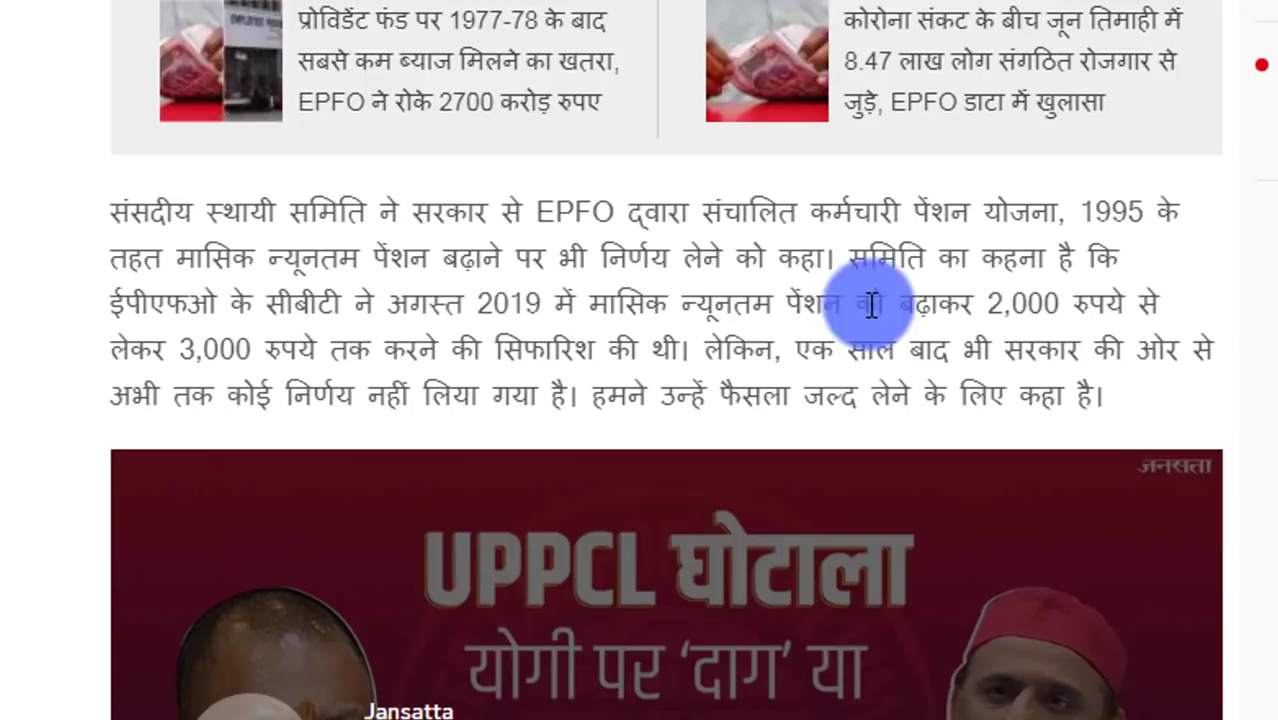 प्रोविडेंट फंड पर 1977-78 के बाद
सबसे कम ब्याज मिलने का खतरा,
EPFO ने रोके 2700 करोड़ रुपए
कोरोना संकट के बीच जून तिमाही में
8.47 लाख लोग संगठित रोजगार से
जुड़े, EPFO डाटा में खुलासा
संसदीय स्थायी समिति ने सरकार से EPFO द्वारा संचालित कर्मचारी पेंशन योजना, 1995 के
तहत मासिक न्यूनतम पेंशन बढ़ाने पर भी निर्णय लेने को कहा। समिति का कहना है कि
ईपीएफओ के सीबीटी ने अगस्त 2019 में मासिक न्यूनतम पेंशन को बढ़ाकर 2,000 रुपये से
लेकर 3,000 रुपये तक करने की सिफारिश की थी। लेकिन, एक साल बाद भी सरकार की ओर से
अभी तक कोई निर्णय नहीं लिया गया है। हमने उन्हें फैसला जल्द लेने के लिए कहा है।
जनसत्ता
UPPCL घोटाला
योगी पर ‘दाग’ या
Jansatta